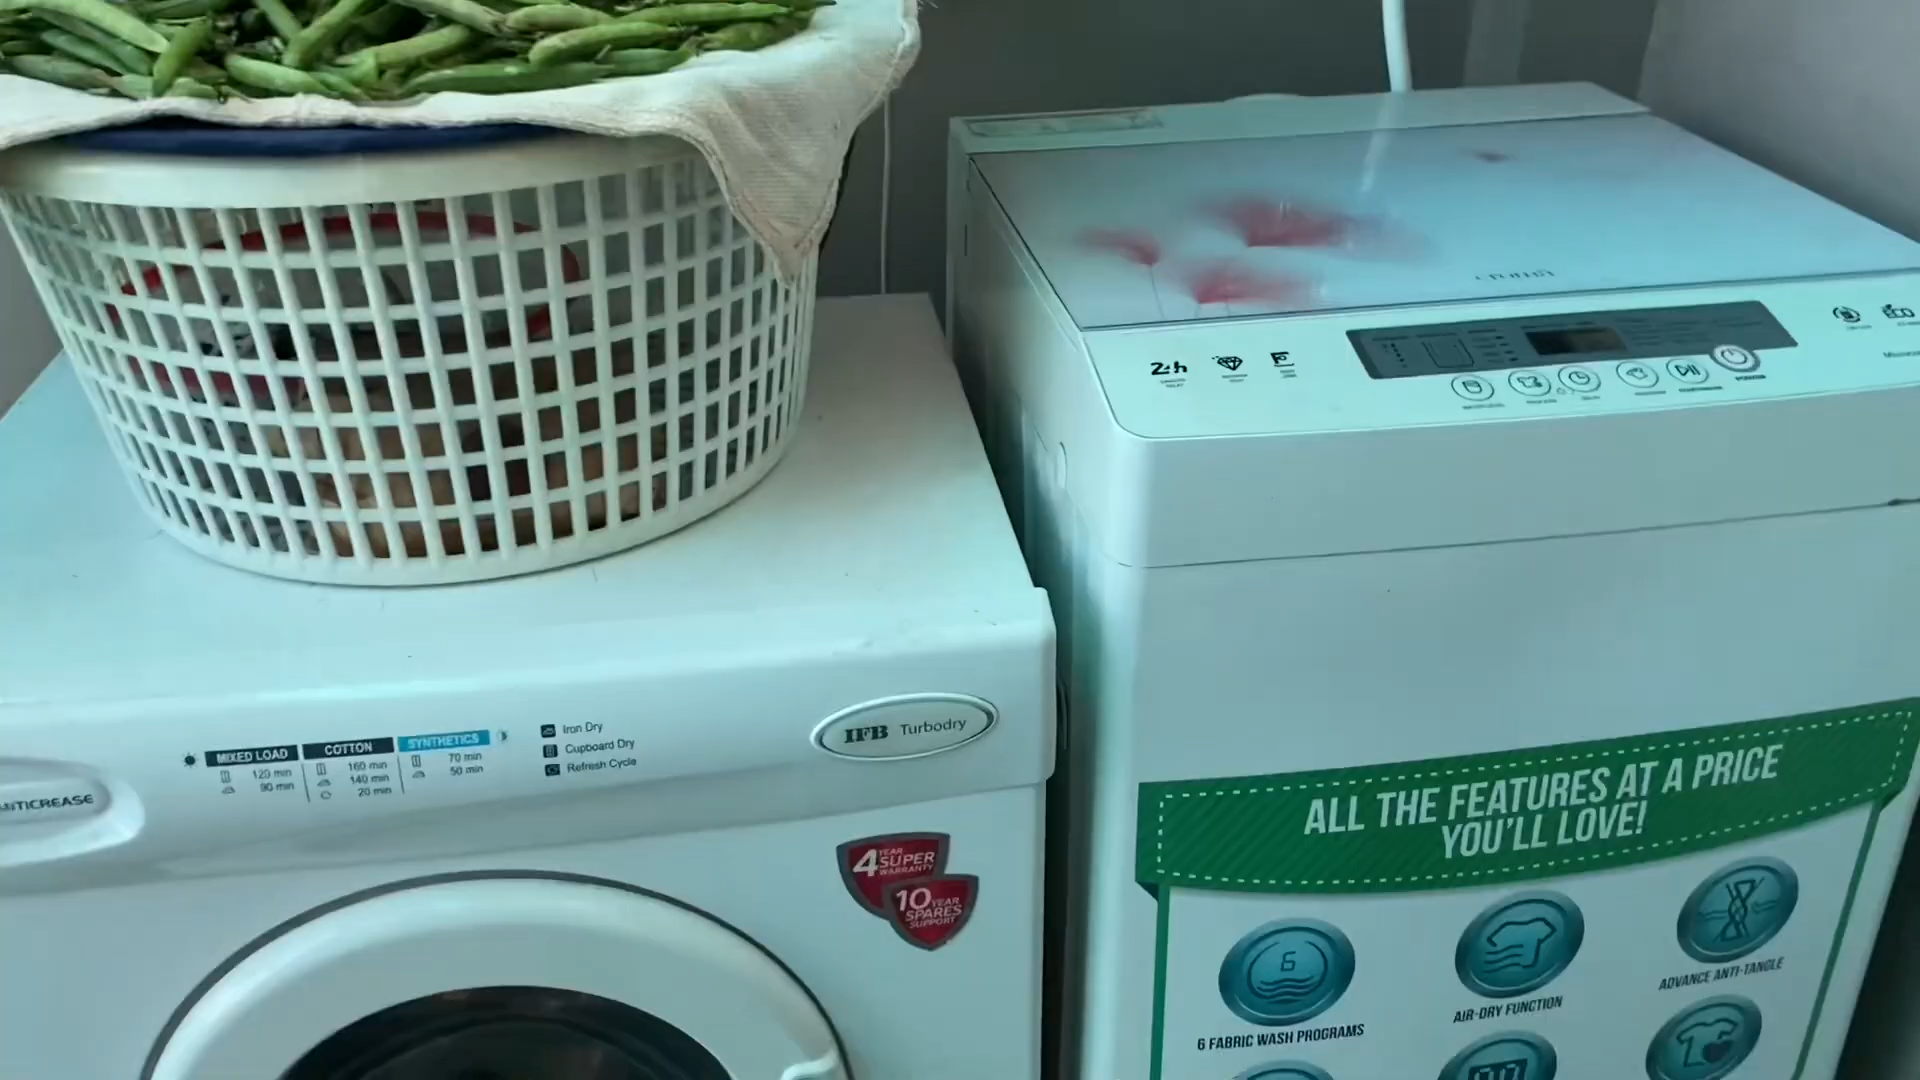 24h
ECO
MIXED LOAD
120 min
90 min
COTTON
160 min
140 min
20 min
SYNTHETICS
70 min
50 min
Iron Dry
Cupboard Dry
Refresh Cycle
IFB Turbodry
ANTICREASE
4 YEAR
SUPER
WARRANTY
10 YEAR
SPARES
SUPPORT
ALL THE FEATURES AT A PRICE
YOU'LL LOVE!
6
6 FABRIC WASH PROGRAMS
AIR-DRY FUNCTION
ADVANCE ANTI-TANGLE